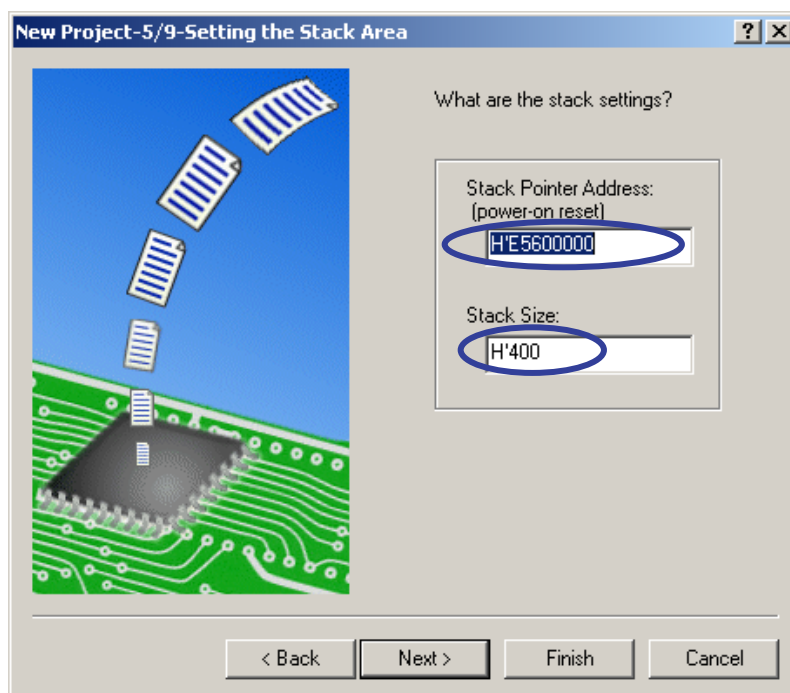 New Project-5/9-Setting the Stack Area
What are the stack settings?
Stack Pointer Address:
(power-on reset)
H'E5600000
Stack Size:
H'400
< Back
Next >
Finish
Cancel